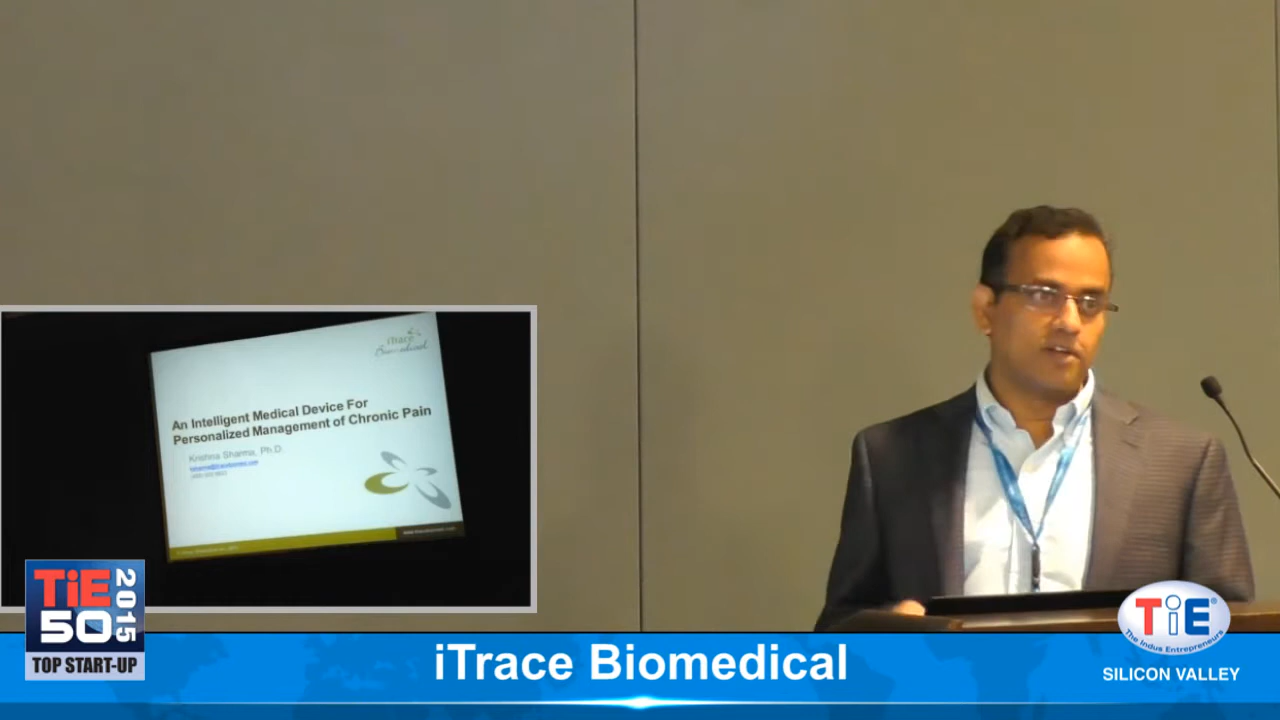 iTrace
Biomedical
An Intelligent Medical Device For
Personalized Management of Chronic Pain
Krishna Sharma, Ph.D.
TiE
50
2015
TOP START-UP
iTrace Biomedical
TiE®
The Indus Entrepreneurs
SILICON VALLEY